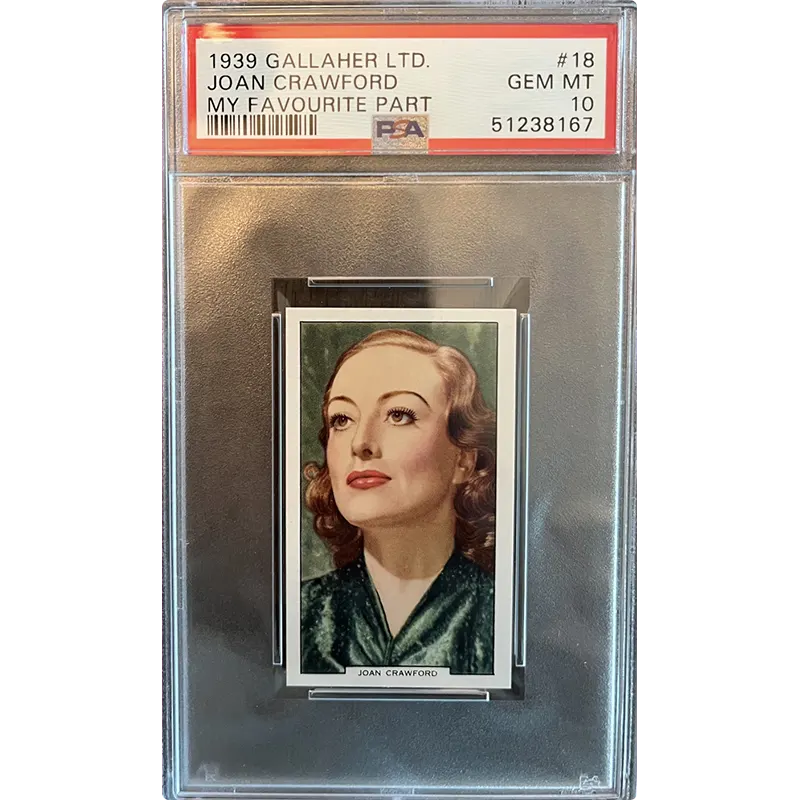 1939 GALLAHER LTD. #18
JOAN CRAWFORD GEM MT
MY FAVOURITE PART 10
PSA 51238167
JOAN CRAWFORD